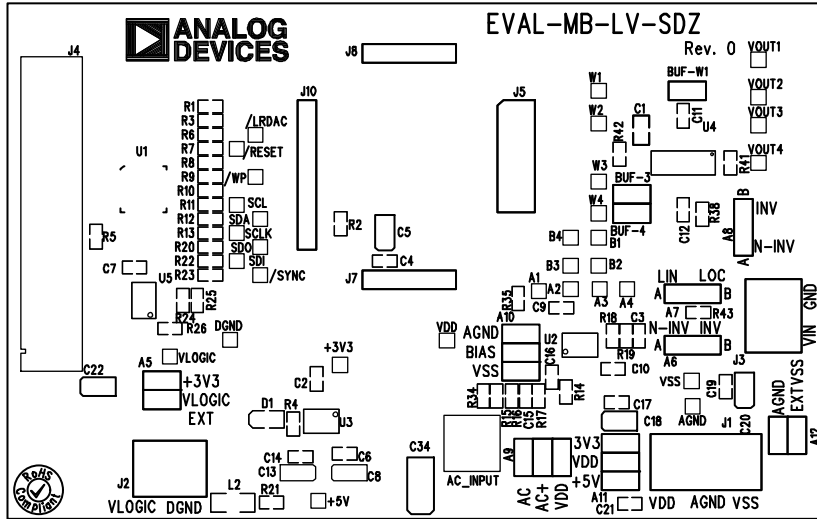 ANALOG
DEVICES
EVAL-MB-LV-SDZ
Rev. 0
VOUT1
J4
J8
W1
BUF-W1
VOUT2
R1
J10
J5
C11
VOUT3
R3
/LRDAC
W2
C1
U4
R6
R42
U1
R7
/RESET
VOUT4
R8
R41
R9
/WP
W3
BUF-3
R10
B
R11
SCL
W4
INV
R12
SDA
R2
C5
C12
R38
A8
R5
R13
SCLK
B4
B1
BUF-4
R20
SDO
N-INV
C7
R22
SDI
C4
B3
B2
A
U5
R23
/SYNC
J7
A1
A2
A3
A4
LIN
LOC
R25
R35
A
B
GND
R24
C9
A7
R43
R26
DGND
VDD
A10
R18
C3
N-INV
INV
VIN
AGND
U2
A
B
A5
VLOGIC
+3V3
BIAS
C16
R19
A6
J3
C22
C2
VSS
C10
VSS
C19
+3V3
R34
R15
R16
C15
R17
R14
C20
AGND
EXTVSS
VLOGIC
EXT
D1
R4
U3
C17
AGND
J1
C18
A12
C34
A9
3V3
VDD
+5V
J2
C14
C6
C13
C8
AC_INPUT
L2
R21
+5V
AC
AC+
VDD
A11
C21
VDD
AGND
VSS
VLOGIC
DGND
RoHS
Compliant